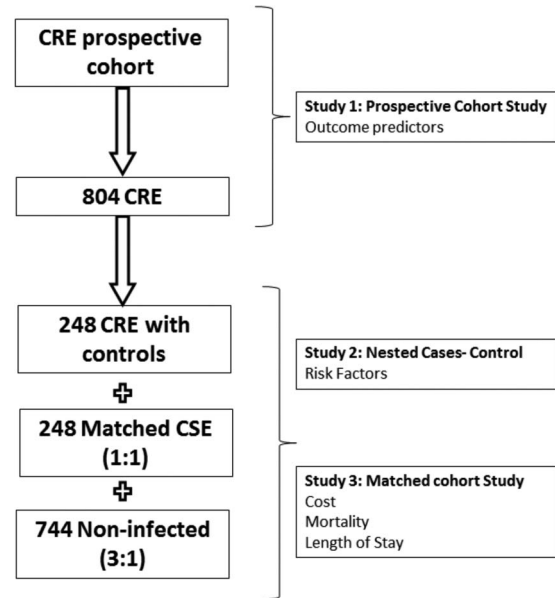 CRE prospective
cohort
Study 1: Prospective Cohort Study
Outcome predictors
804 CRE
248 CRE with
controls
Study 2: Nested Cases- Control
Risk Factors
248 Matched CSE
(1:1)
Study 3: Matched cohort Study
Cost
Mortality
Length of Stay
744 Non-infected
(3:1)